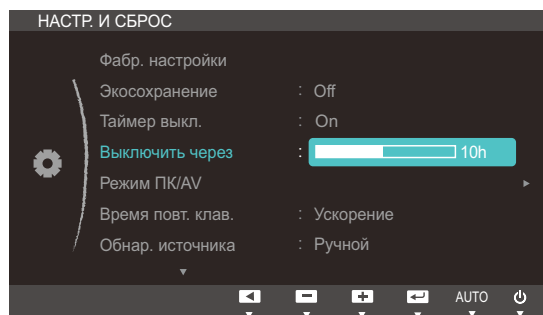 НАСТР. И СБРОС
Фабр. настройки
Экосохранение : Off
Таймер выкл. : On
Выключить через : 10h
Режим ПК/AV
Время повт. клав. : Ускорение
Обнар. источника : Ручной
AUTO